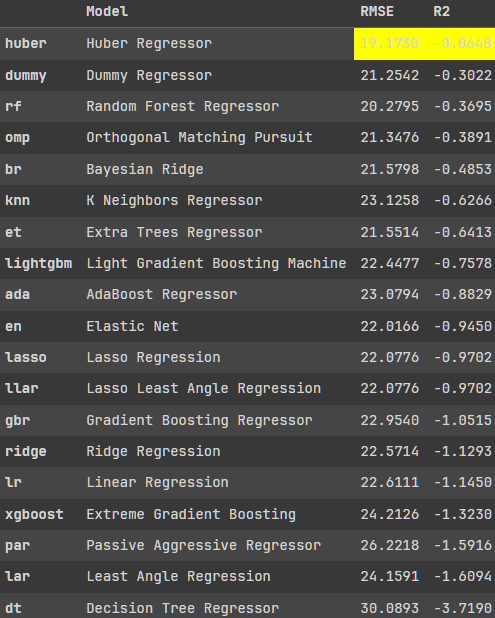 Model RMSE R2
huber Huber Regressor 19.1730 -0.0648
dummy Dummy Regressor 21.2542 -0.3022
rf Random Forest Regressor 20.2795 -0.3695
omp Orthogonal Matching Pursuit 21.3476 -0.3891
br Bayesian Ridge 21.5798 -0.4853
knn K Neighbors Regressor 23.1258 -0.6266
et Extra Trees Regressor 21.5514 -0.6413
lightgbm Light Gradient Boosting Machine 22.4477 -0.7578
ada AdaBoost Regressor 23.0794 -0.8829
en Elastic Net 22.0166 -0.9450
lasso Lasso Regression 22.0776 -0.9702
llar Lasso Least Angle Regression 22.0776 -0.9702
gbr Gradient Boosting Regressor 22.9540 -1.0515
ridge Ridge Regression 22.5714 -1.1293
lr Linear Regression 22.6111 -1.1450
xgboost Extreme Gradient Boosting 24.2126 -1.3230
par Passive Aggressive Regressor 26.2218 -1.5916
lar Least Angle Regression 24.1591 -1.6094
dt Decision Tree Regressor 30.0893 -3.7190